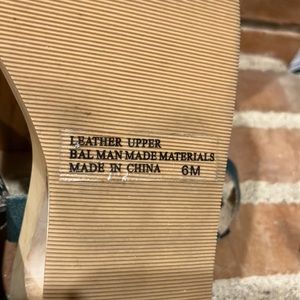 LEATHER UPPER
BAL MAN MADE MATERIALS
MADE IN CHINA 6M